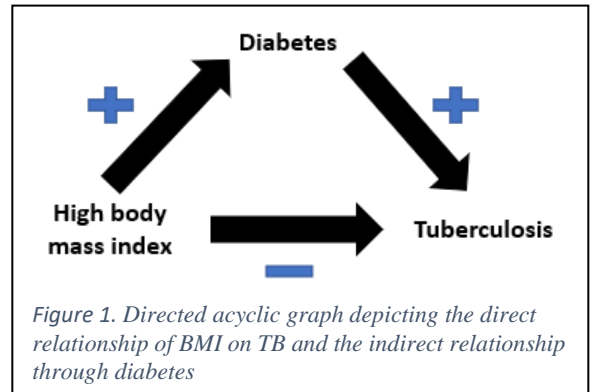 Diabetes
High body
mass index
Tuberculosis
Figure 1. Directed acyclic graph depicting the direct
relationship of BMI on TB and the indirect relationship
through diabetes